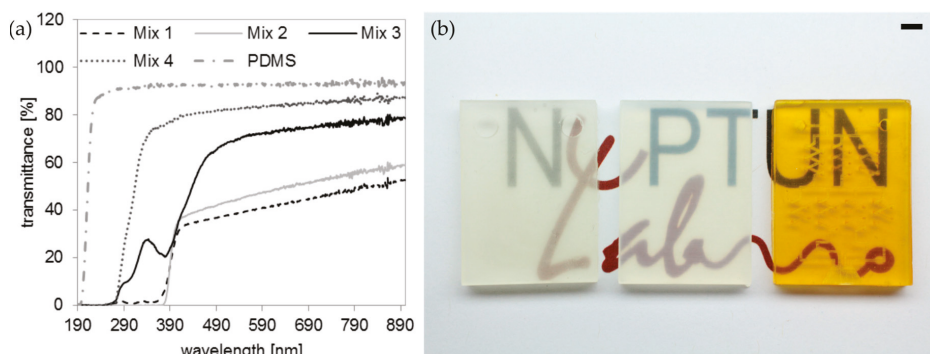 (a)
Mix 1 Mix 2 Mix 3
Mix 4 PDMS
transmittance [%]
120
100
80
60
40
20
0
190 290 390 490 590 690 790 890
wavelength [nm]
(b)
NePTUN
Lab